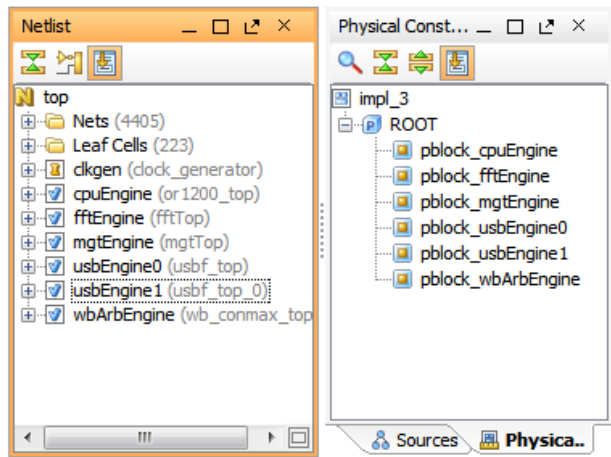 Netlist
top
Nets (4405)
Leaf Cells (223)
clkgen (clock_generator)
cpuEngine (or1200_top)
fftEngine (fftTop)
mgtEngine (mgtTop)
usbEngine0 (usbf_top)
usbEngine1 (usbf_top_0)
wbArbEngine (wb_conmax_top
Physical Const...
impl_3
ROOT
pblock_cpuEngine
pblock_fftEngine
pblock_mgtEngine
pblock_usbEngine0
pblock_usbEngine1
pblock_wbArbEngine
Sources
Physica..